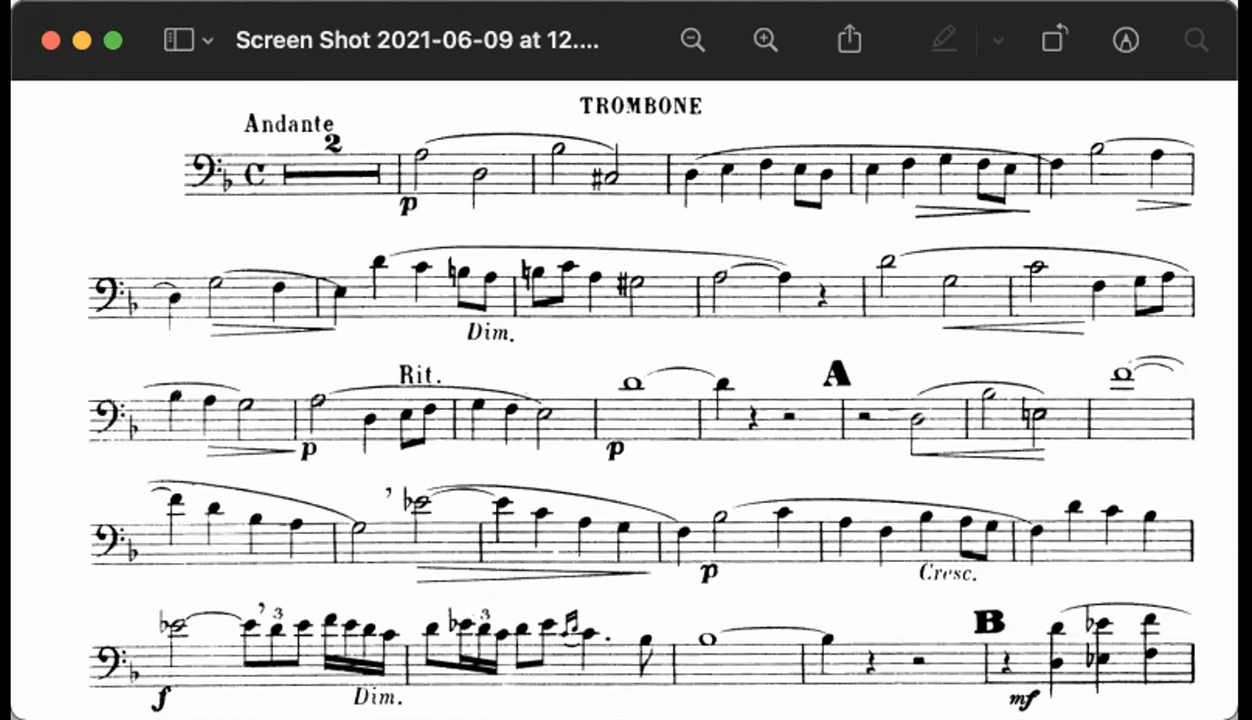 Screen Shot 2021-06-09 at 12....
TROMBONE
Andante
2
p
Dim.
Rit.
A
p
p
p
Cresc.
3
3
B
f
Dim.
mf